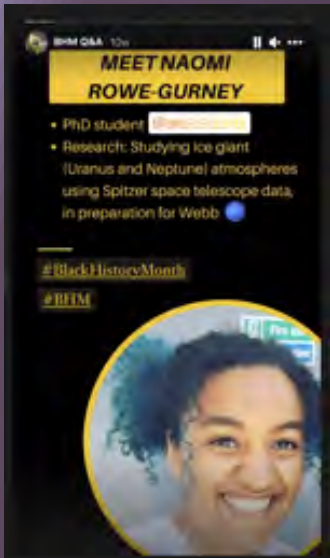 BHM Q&A 10w
MEET NAOMI
ROWE-GURNEY
• PhD student
• Research: Studying ice giant
(Uranus and Neptune) atmospheres
using Spitzer space telescope data,
in preparation for Webb
#BlackHistoryMonth
#BHM